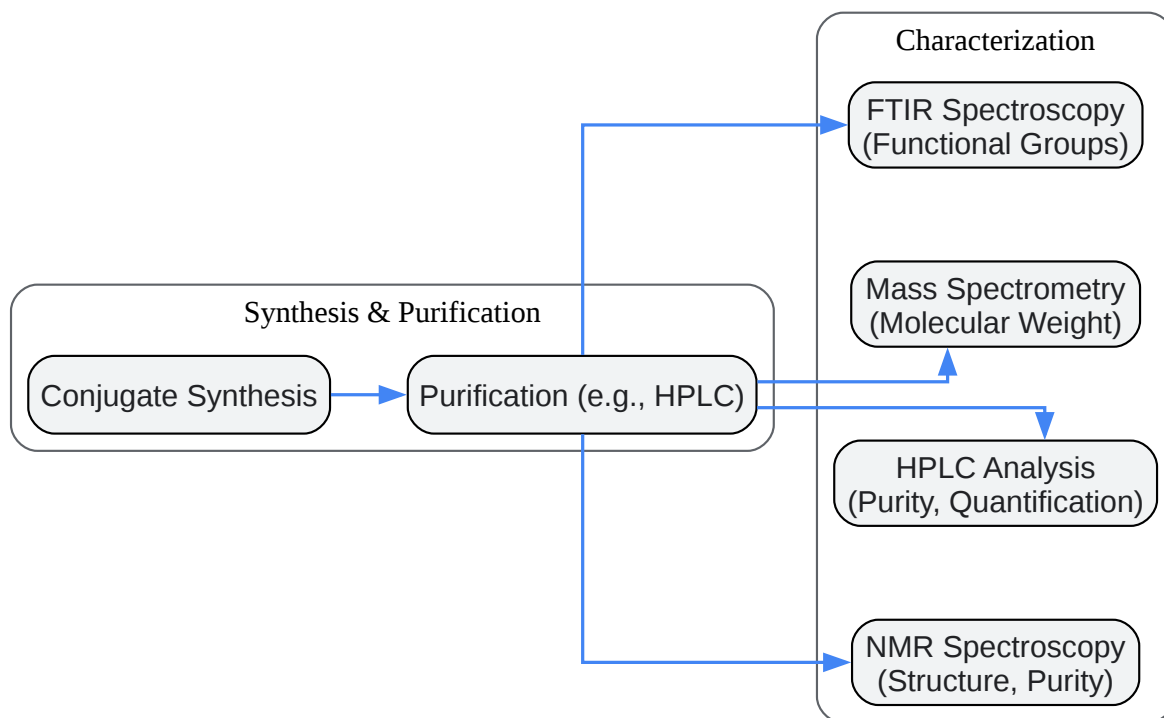 Characterization
FTIR Spectroscopy
(Functional Groups)
Mass Spectrometry
(Molecular Weight)
Synthesis & Purification
Conjugate Synthesis
Purification (e.g., HPLC)
HPLC Analysis
(Purity, Quantification)
NMR Spectroscopy
(Structure, Purity)